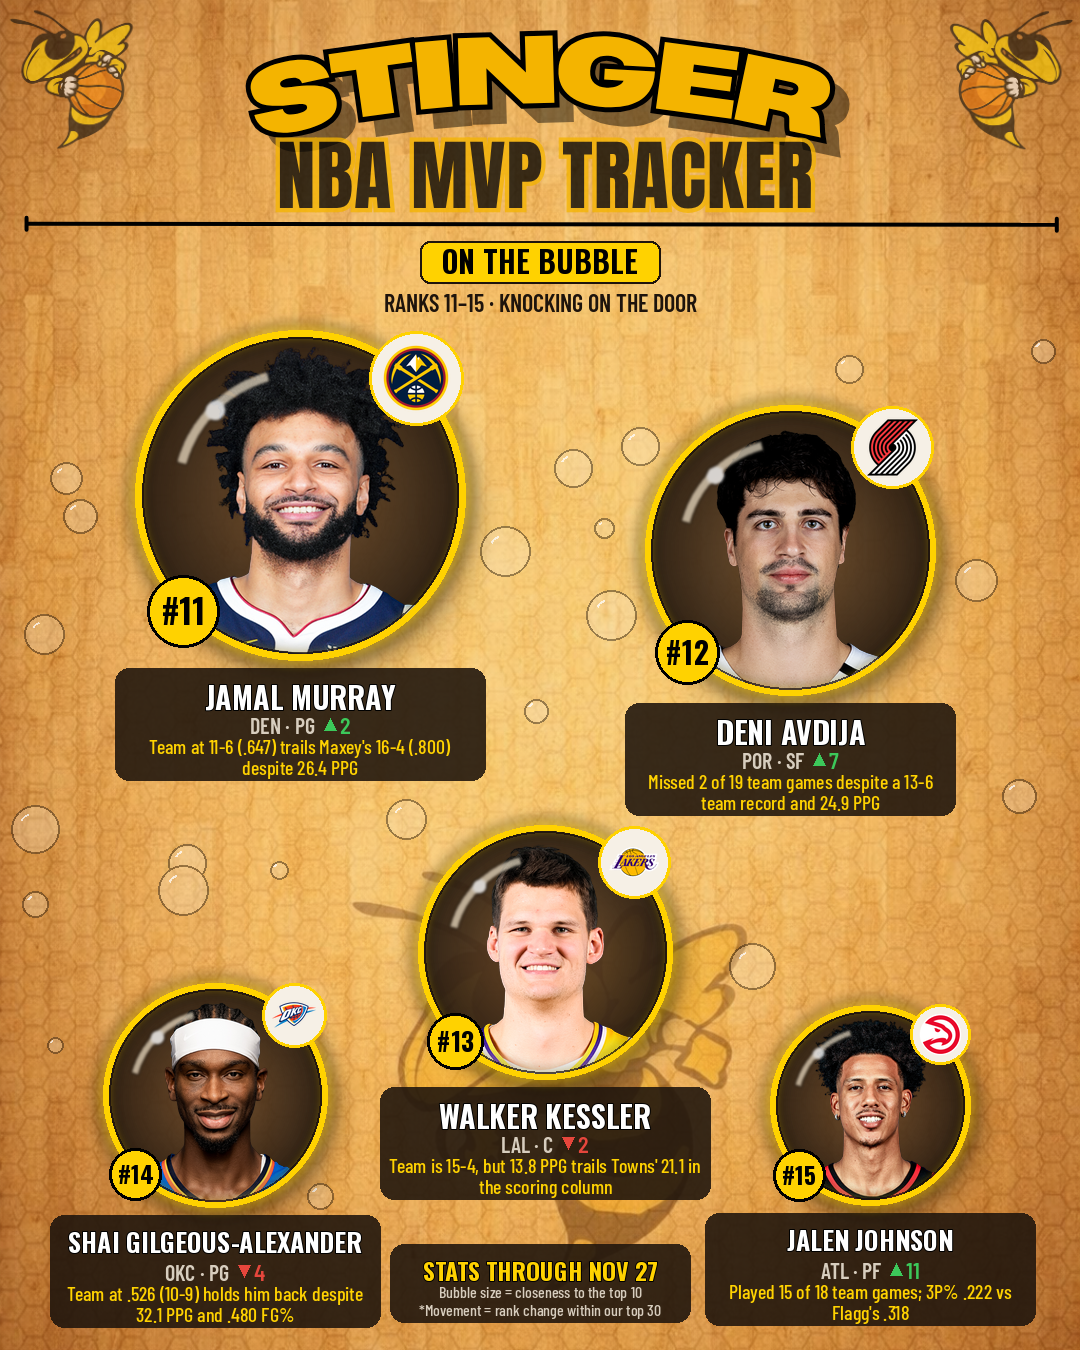 STINGER
NBA MVP TRACKER
ON THE BUBBLE
RANKS 11–15 · KNOCKING ON THE DOOR
#11
JAMAL MURRAY
DEN · PG ▲2
Team at 11-6 (.647) trails Maxey's 16-4 (.800)
despite 26.4 PPG
#12
DENI AVDIJA
POR · SF ▲7
Missed 2 of 19 team games despite a 13-6
team record and 24.9 PPG
LAKERS
#13
WALKER KESSLER
LAL · C ▼2
Team is 15-4, but 13.8 PPG trails Towns' 21.1 in
the scoring column
OKC
#14
SHAI GILGEOUS-ALEXANDER
OKC · PG ▼4
Team at .526 (10-9) holds him back despite
32.1 PPG and .480 FG%
#15
JALEN JOHNSON
ATL · PF ▲11
Played 15 of 18 team games; 3P% .222 vs
Flagg's .318
STATS THROUGH NOV 27
Bubble size = closeness to the top 10
*Movement = rank change within our top 30